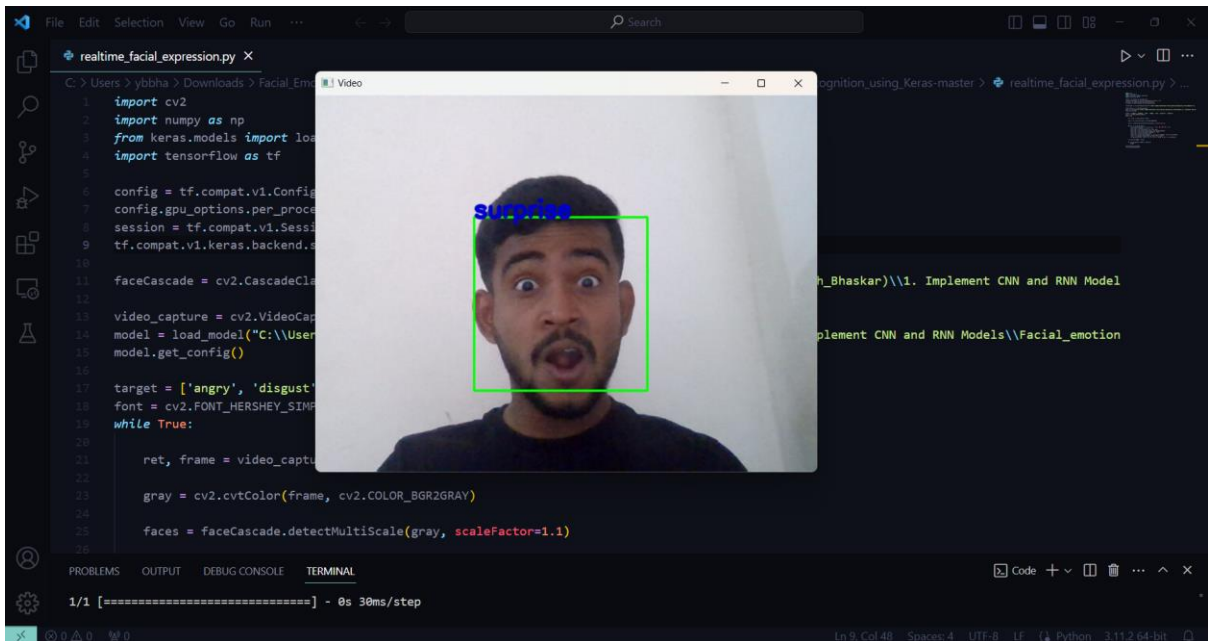 File Edit Selection View Go Run ... Search
realtime_facial_expression.py
C: > Users > ybbha > Downloads > Facial_Emo
ognition_using_Keras-master > realtime_facial_expression.py > ...
Video
surprise
1 import cv2
2 import numpy as np
3 from keras.models import loa
4 import tensorflow as tf
5
6 config = tf.compat.v1.Config
7 config.gpu_options.per_proce
8 session = tf.compat.v1.Sessi
9 tf.compat.v1.keras.backend.s
10
11 faceCascade = cv2.CascadeCla h_Bhaskar)\\1. Implement CNN and RNN Model
12
13 video_capture = cv2.VideoCap
14 model = load_model("C:\\User plement CNN and RNN Models\\Facial_emotion
15 model.get_config()
16
17 target = ['angry', 'disgust'
18 font = cv2.FONT_HERSHEY_SIMP
19 while True:
20
21 ret, frame = video_captu
22
23 gray = cv2.cvtColor(frame, cv2.COLOR_BGR2GRAY)
24
25 faces = faceCascade.detectMultiScale(gray, scaleFactor=1.1)
26
PROBLEMS OUTPUT DEBUG CONSOLE TERMINAL Code
1/1 [==============================] - 0s 30ms/step
0 0 0 Ln 9, Col 48 Spaces: 4 UTF-8 LF Python 3.11.2 64-bit